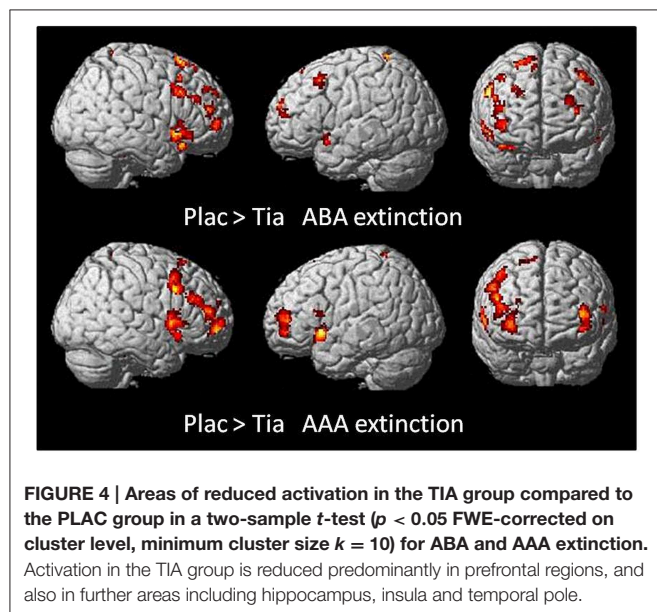 Plac > Tia ABA extinction
Plac > Tia AAA extinction
FIGURE 4 | Areas of reduced activation in the TIA group compared to
the PLAC group in a two-sample t-test (p < 0.05 FWE-corrected on
cluster level, minimum cluster size k = 10) for ABA and AAA extinction.
Activation in the TIA group is reduced predominantly in prefrontal regions, and
also in further areas including hippocampus, insula and temporal pole.